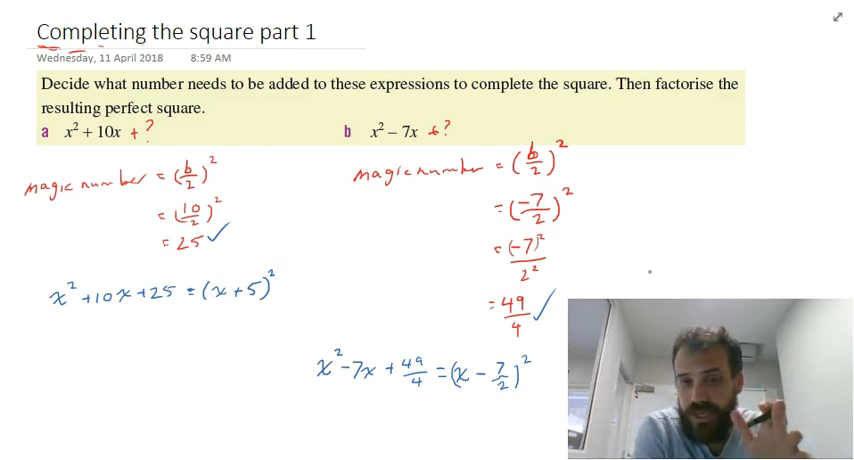 Completing the square part 1
Wednesday, 11 April 2018 8:59 AM
Decide what number needs to be added to these expressions to complete the square. Then factorise the
resulting perfect square.
a x² + 10x + ?
b x² – 7x + ?
magic number = (b/2)²
= (10/2)²
= 25 ✓
x² + 10x + 25 = (x + 5)²
magic number = (b/2)²
= (-7/2)²
= (-7)²/2²
= 49/4 ✓
x² - 7x + 49/4 = (x - 7/2)²